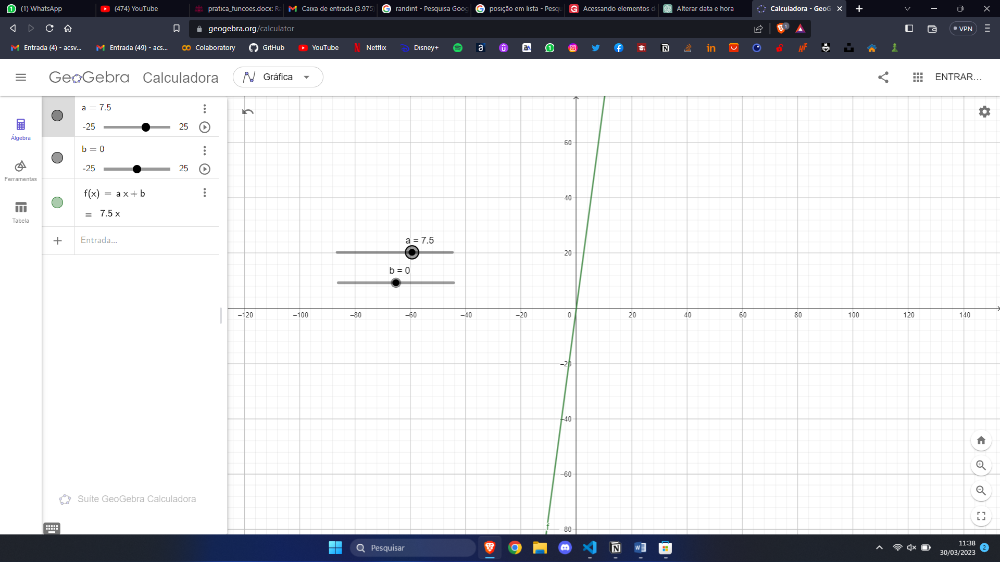 (1) WhatsApp
(474) YouTube
pratica_funcoes.docx: Ra
Caixa de entrada (3.975)
randint - Pesquisa Goog
posição em lista - Pesqu
Acessando elementos d
Alterar data e hora
Calculadora - GeoG
geogebra.org/calculator
1
VPN
Entrada (4) - acsv...
Entrada (49) - acs...
Colaboratory
GitHub
YouTube
Netflix
Disney+
GeoGebra Calculadora
Gráfica
ENTRAR...
Álgebra
Ferramentas
Tabela
a = 7.5
-25
25
b = 0
-25
25
f(x) = a x + b
= 7.5 x
+
Entrada...
Suíte GeoGebra Calculadora
60
40
a = 7.5
20
b = 0
–120
–100
–80
–60
–40
–20
0
20
40
60
80
100
120
140
–20
–40
–60
–80
f
Pesquisar
11:38
30/03/2023
2